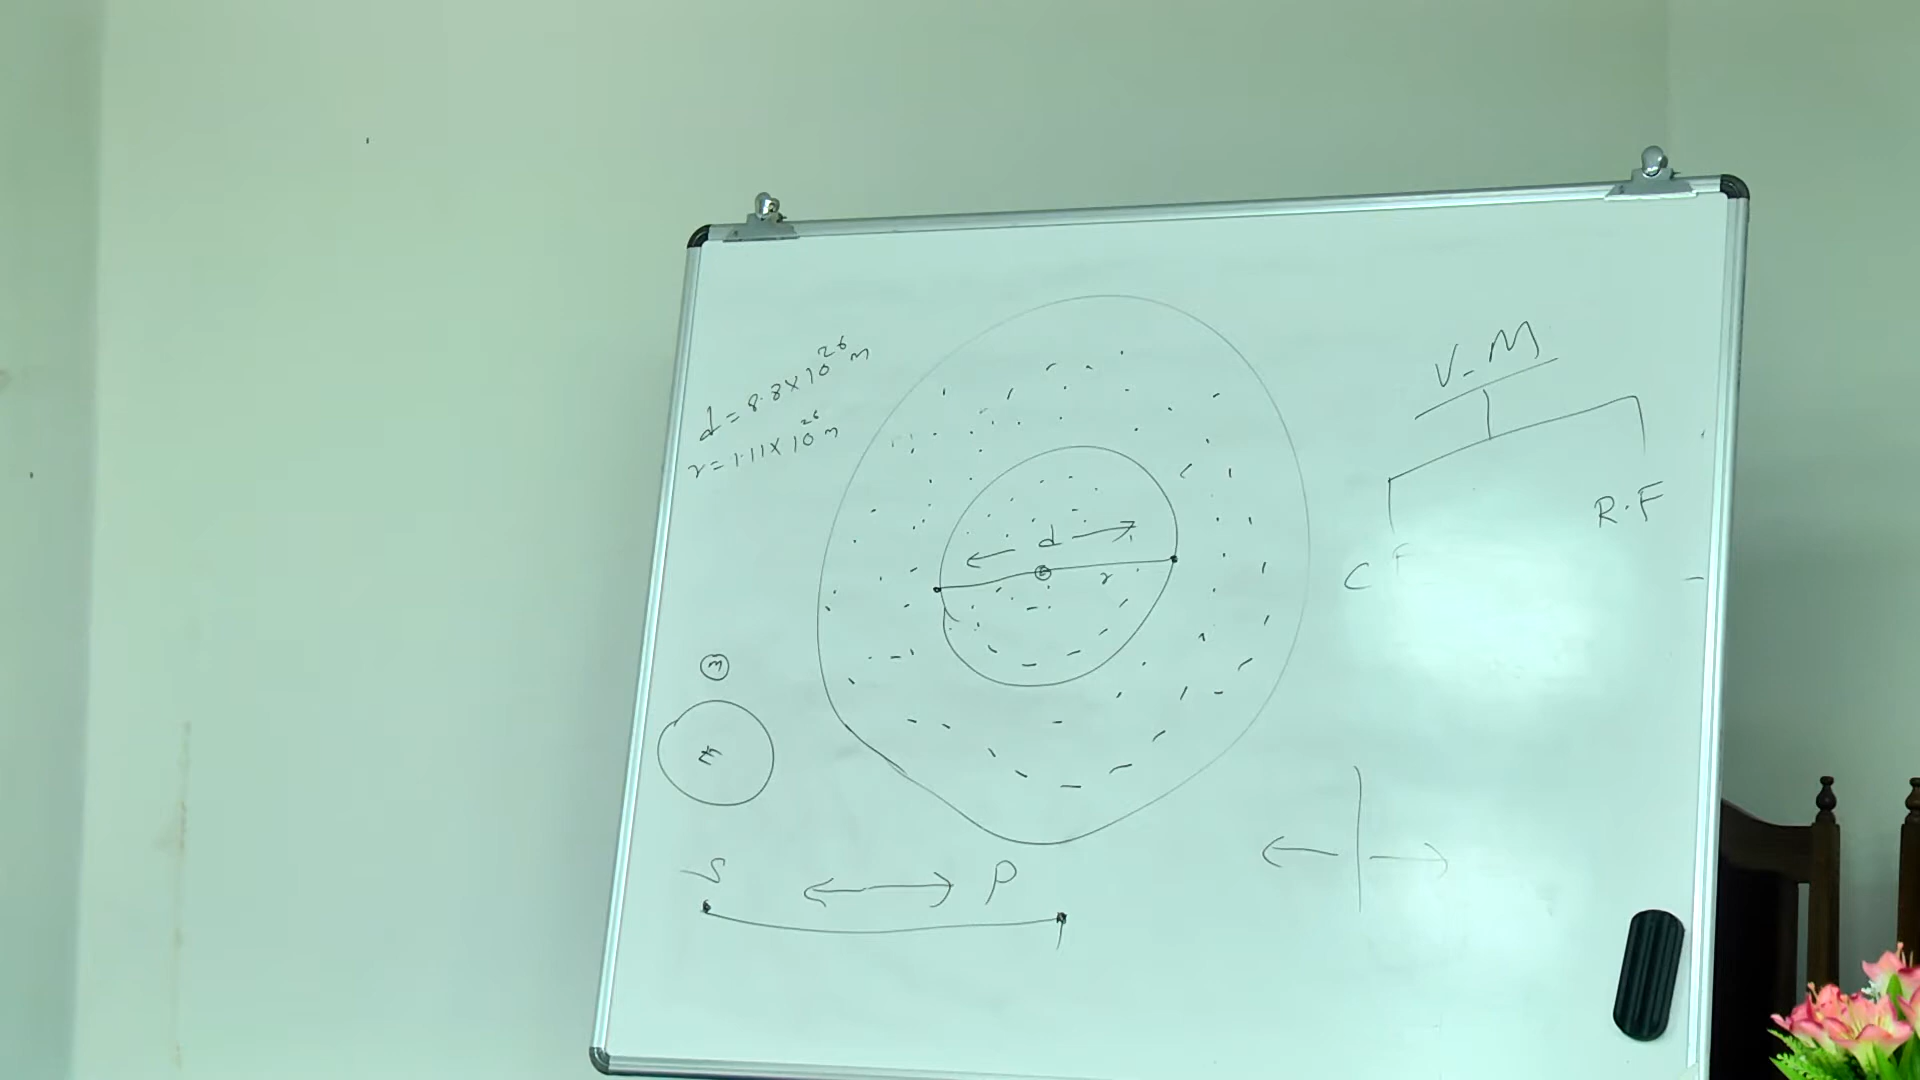 d = 8.8 × 10²⁶ m
r = 1.11 × 10²⁶ m
V-M
C F
R.F
d
E
r
m
E
S
P